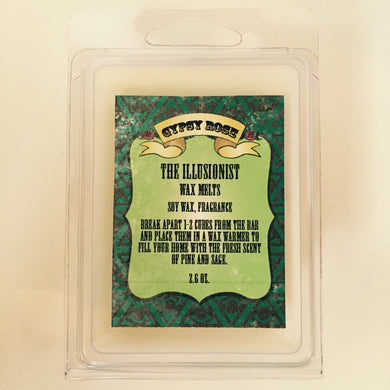 GYPSY ROSE
THE ILLUSIONIST
WAX MELTS
SOY WAX, FRAGRANCE
BREAK APART 1-2 CUBES FROM THE BAR
AND PLACE THEM IN A WAX WARMER TO
FILL YOUR HOME WITH THE FRESH SCENT
OF PINE AND SAGE.
2.6 OZ.